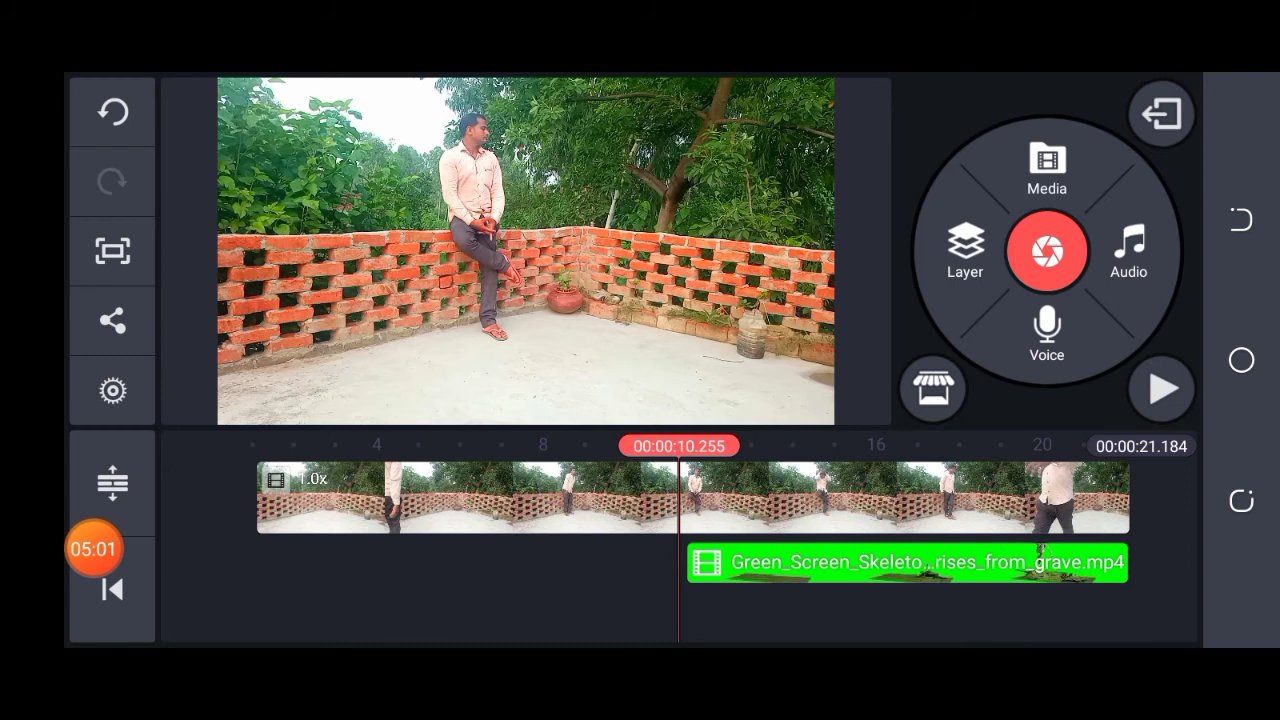 Media
Layer
Audio
Voice
4
8
00:00:10.255
16
20
00:00:21.184
1.0x
05:01
Green_Screen_Skeleto...rises_from_grave.mp4